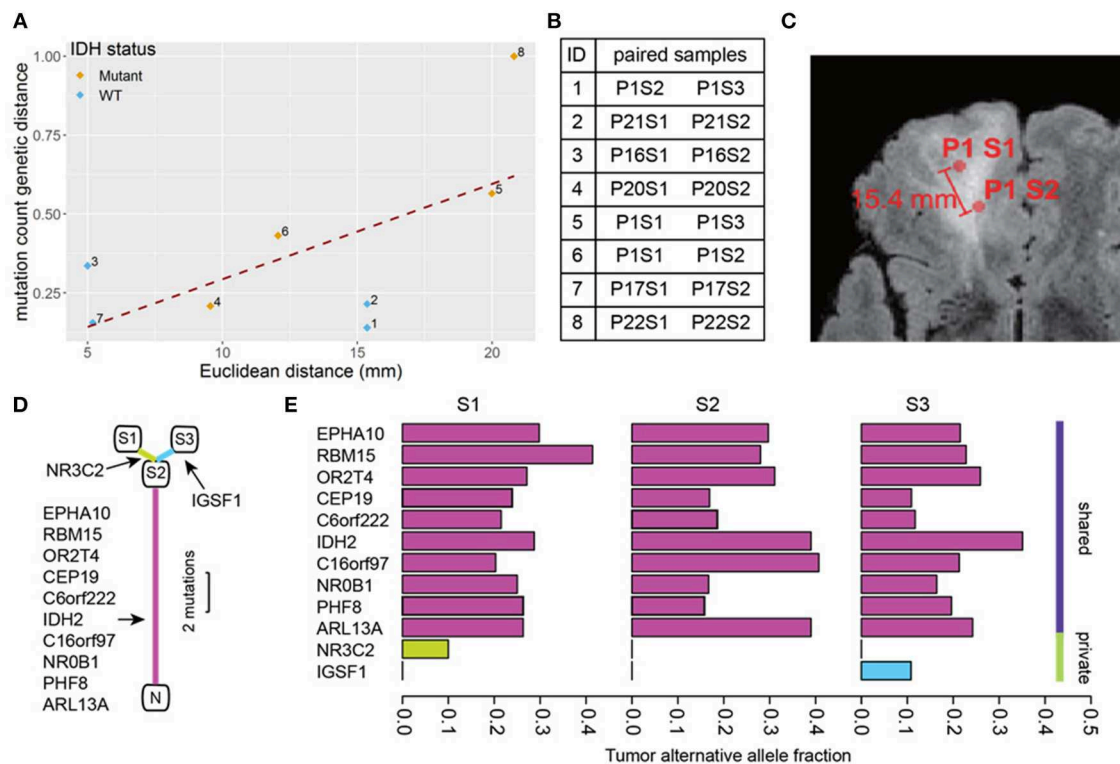 A
IDH status
Mutant
WT
mutation count genetic distance
1.00
0.75
0.50
0.25
5
10
15
20
Euclidean distance (mm)
1
2
3
4
5
6
7
8
B
ID paired samples
1 P1S2 P1S3
2 P21S1 P21S2
3 P16S1 P16S2
4 P20S1 P20S2
5 P1S1 P1S3
6 P1S1 P1S2
7 P17S1 P17S2
8 P22S1 P22S2
C
P1 S1
P1 S2
15.4 mm
D
S1
S3
S2
NR3C2
IGSF1
EPHA10
RBM15
OR2T4
CEP19
C6orf222
IDH2
C16orf97
NR0B1
PHF8
ARL13A
2 mutations
N
E
S1 S2 S3
EPHA10
RBM15
OR2T4
CEP19
C6orf222
IDH2
C16orf97
NR0B1
PHF8
ARL13A
NR3C2
IGSF1
shared
private
0.0 0.1 0.2 0.3 0.4 0.5 0.0 0.1 0.2 0.3 0.4 0.5 0.0 0.1 0.2 0.3 0.4 0.5
Tumor alternative allele fraction